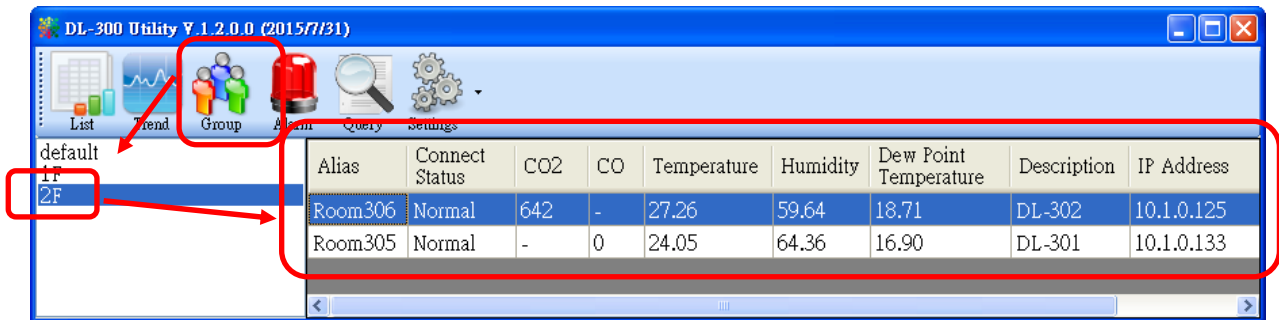 DL-300 Utility V.1.2.0.0 (2015/7/31)
List Trend Group Alarm Query Settings
default
1F
2F
Alias Connect Status CO2 CO Temperature Humidity Dew Point Temperature Description IP Address
Room306 Normal 642 - 27.26 59.64 18.71 DL-302 10.1.0.125
Room305 Normal - 0 24.05 64.36 16.90 DL-301 10.1.0.133